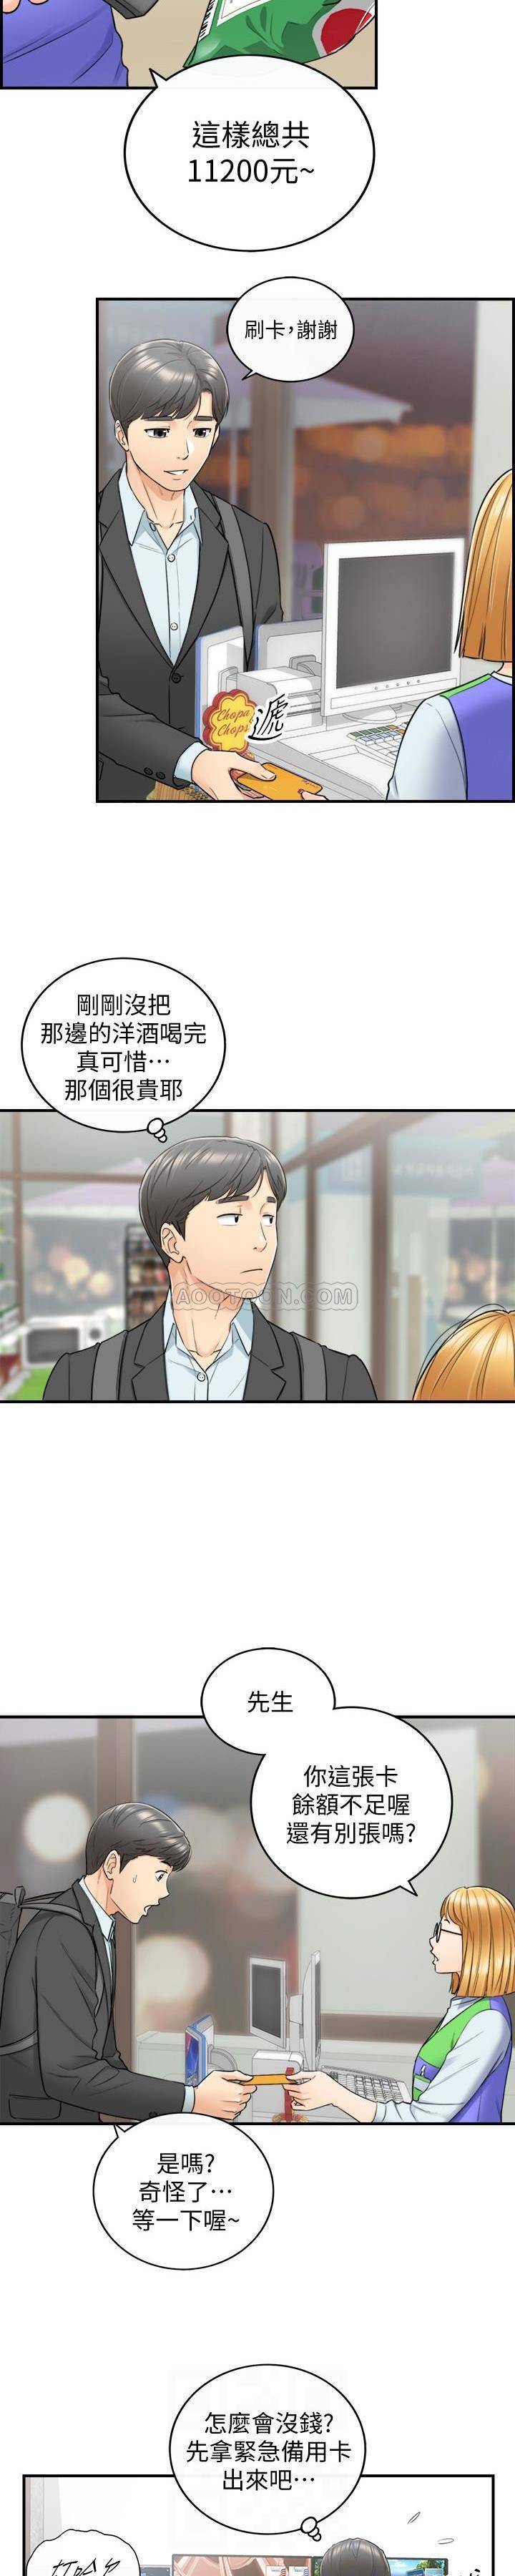 這樣總共
11200元~
刷卡，謝謝
Chopa
Chopi
遞
剛剛沒把
那邊的洋酒喝完
真可惜…
那個很貴耶
AOOTOON.COM
先生
你這張卡
餘額不足喔
還有別張嗎?
是嗎?
奇怪了…
等一下喔~
怎麼會沒錢?
先拿緊急備用卡
出來吧…